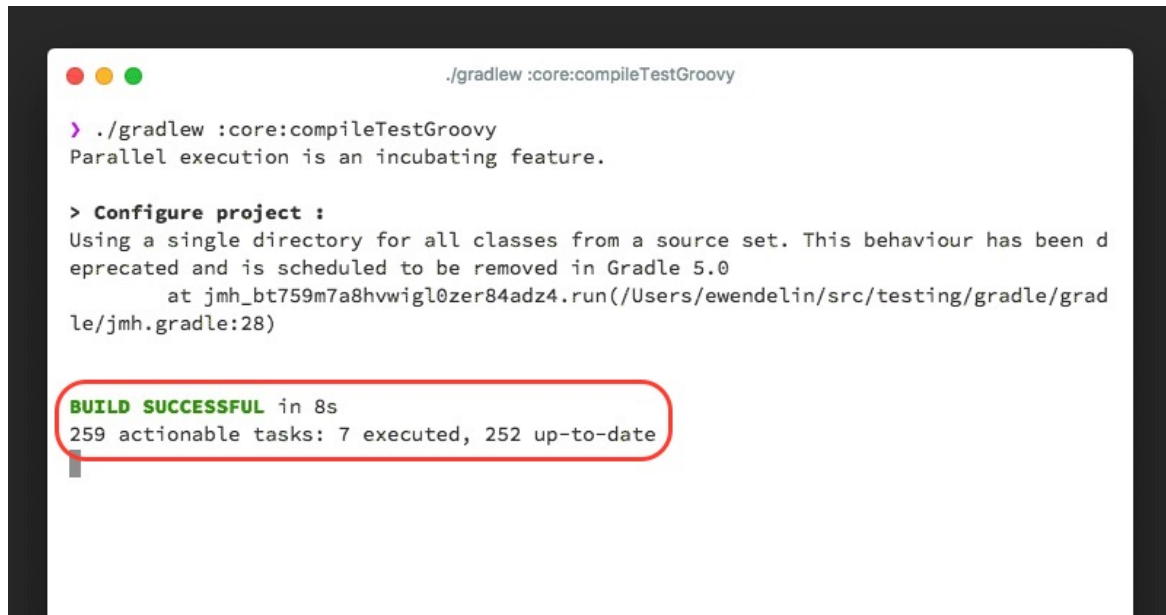 ./gradlew :core:compileTestGroovy
❯ ./gradlew :core:compileTestGroovy
Parallel execution is an incubating feature.
> Configure project :
Using a single directory for all classes from a source set. This behaviour has been d
eprecated and is scheduled to be removed in Gradle 5.0
at jmh_bt759m7a8hvwigl0zer84adz4.run(/Users/ewendelin/src/testing/gradle/grad
le/jmh.gradle:28)
BUILD SUCCESSFUL in 8s
259 actionable tasks: 7 executed, 252 up-to-date